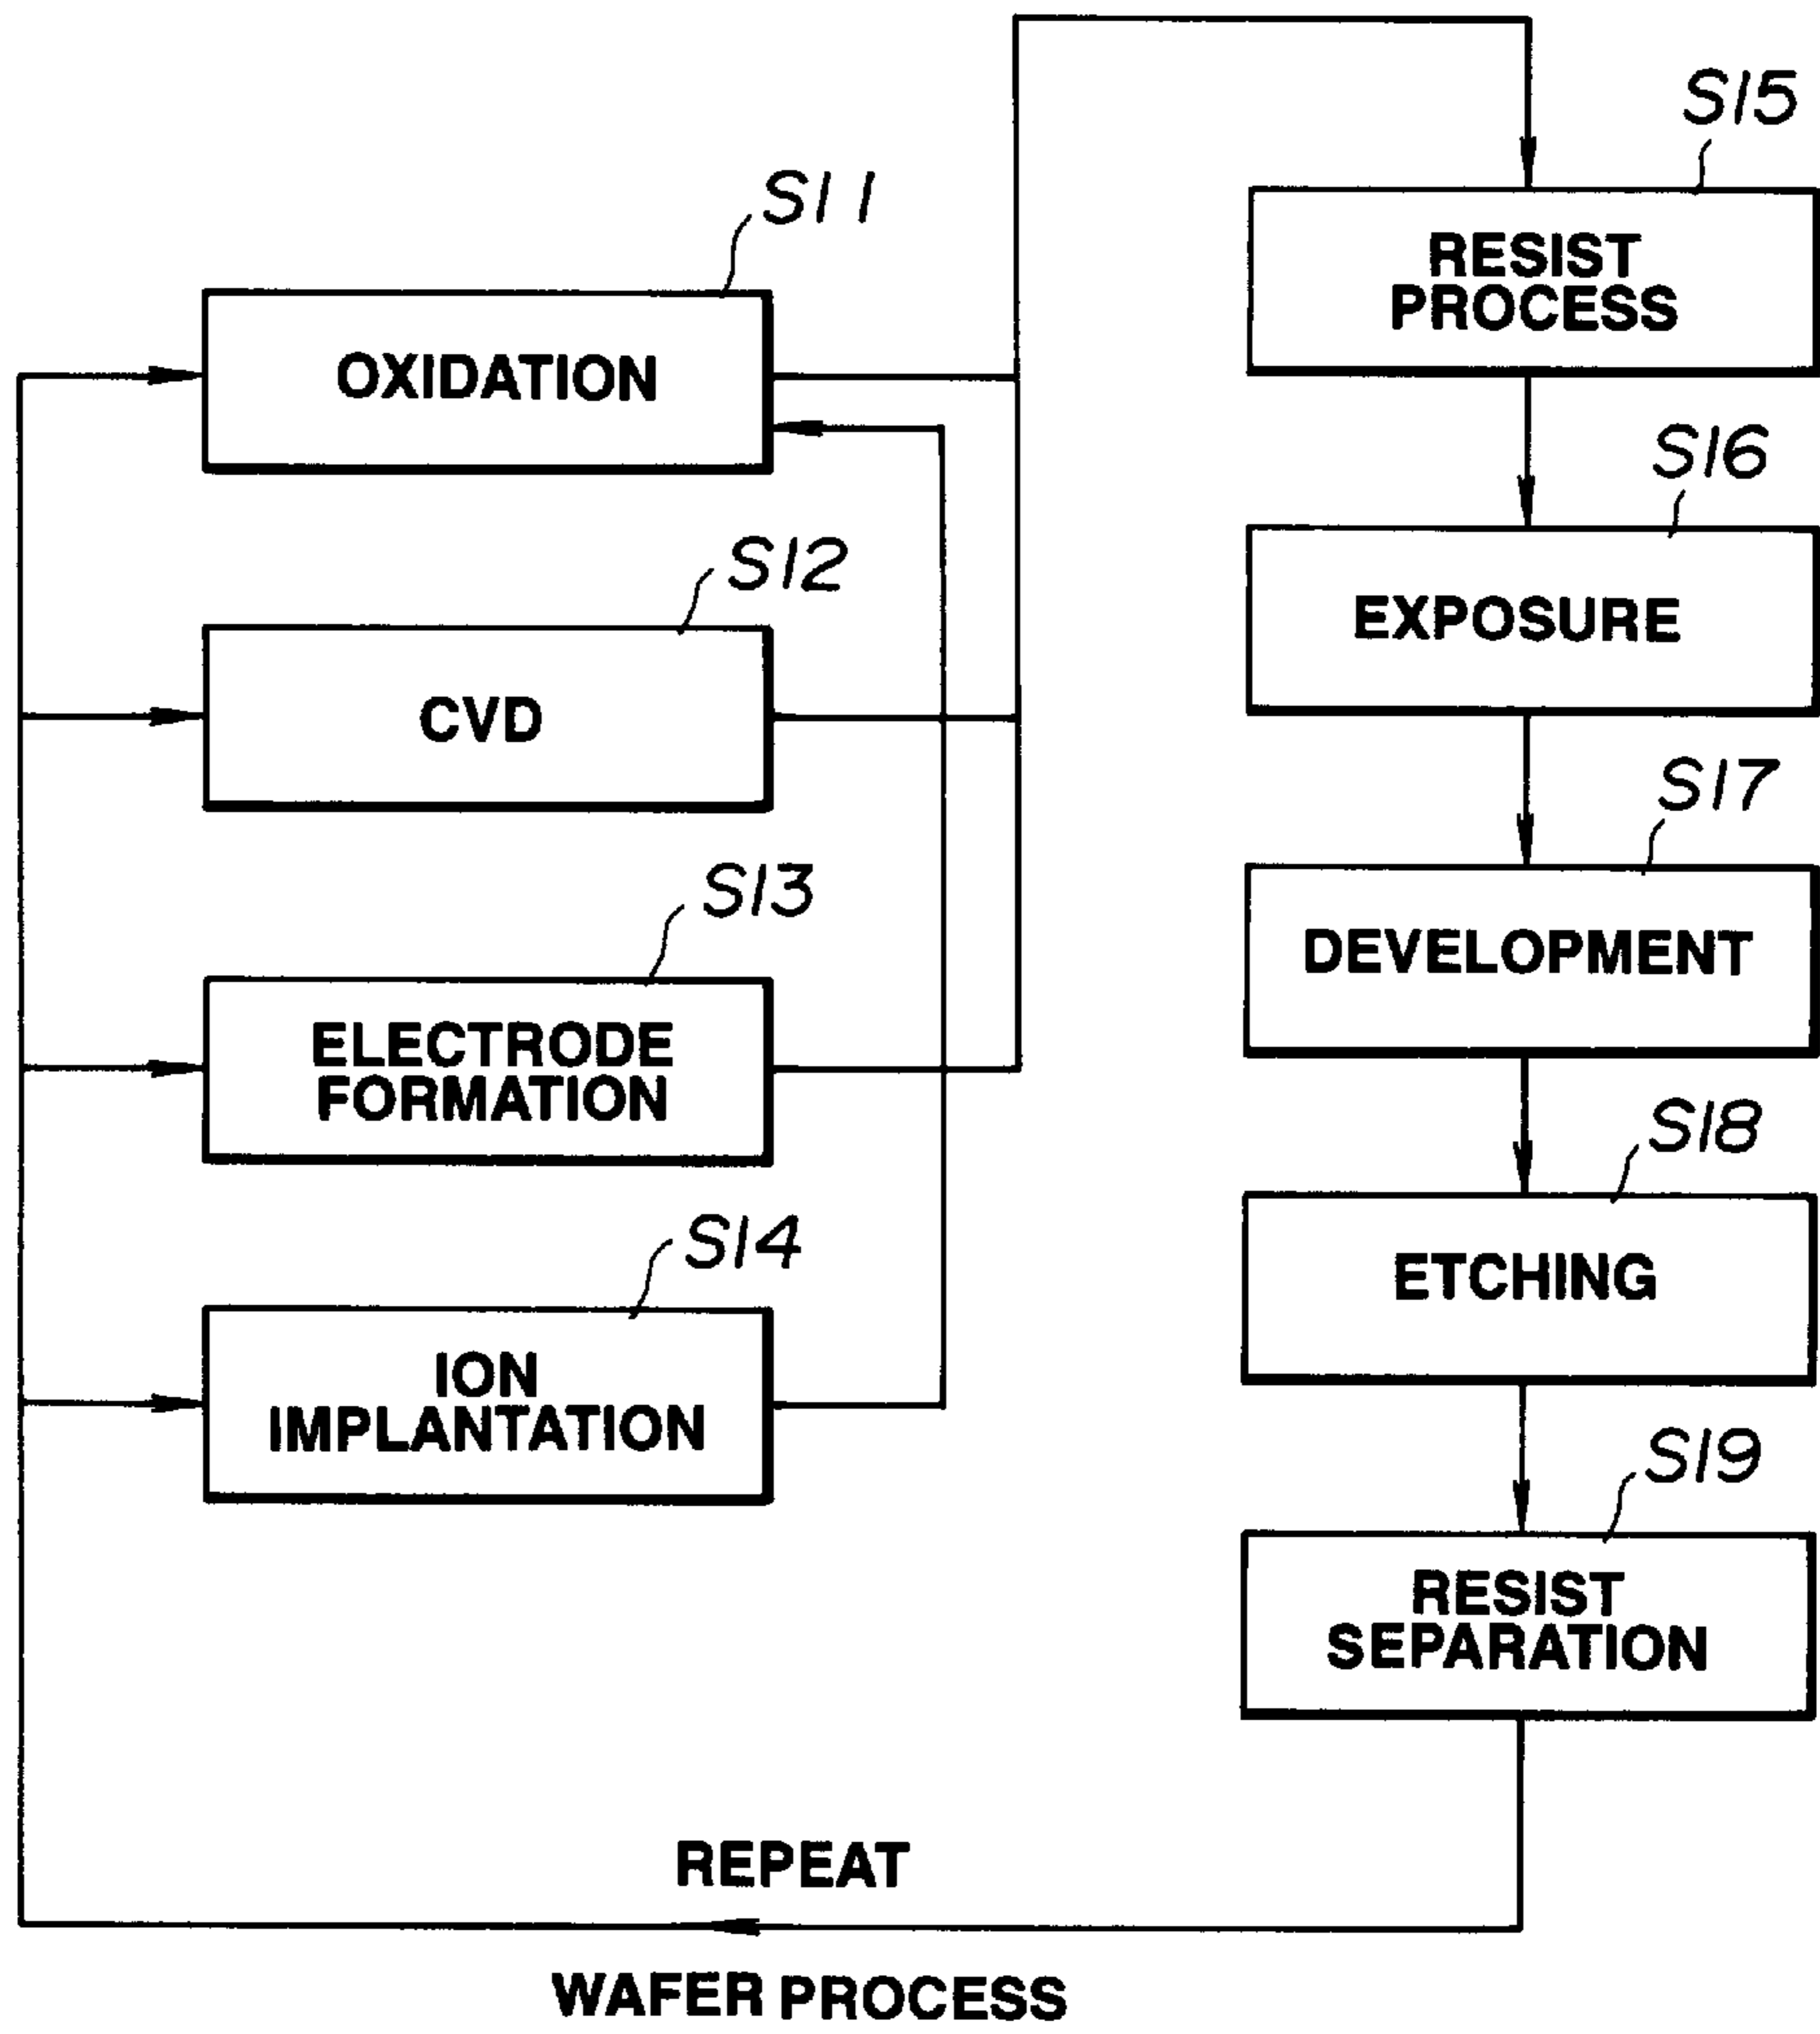 S11
OXIDATION
S12
CVD
S13
ELECTRODE
FORMATION
S14
ION
IMPLANTATION
S15
RESIST
PROCESS
S16
EXPOSURE
S17
DEVELOPMENT
S18
ETCHING
S19
RESIST
SEPARATION
REPEAT
WAFER PROCESS